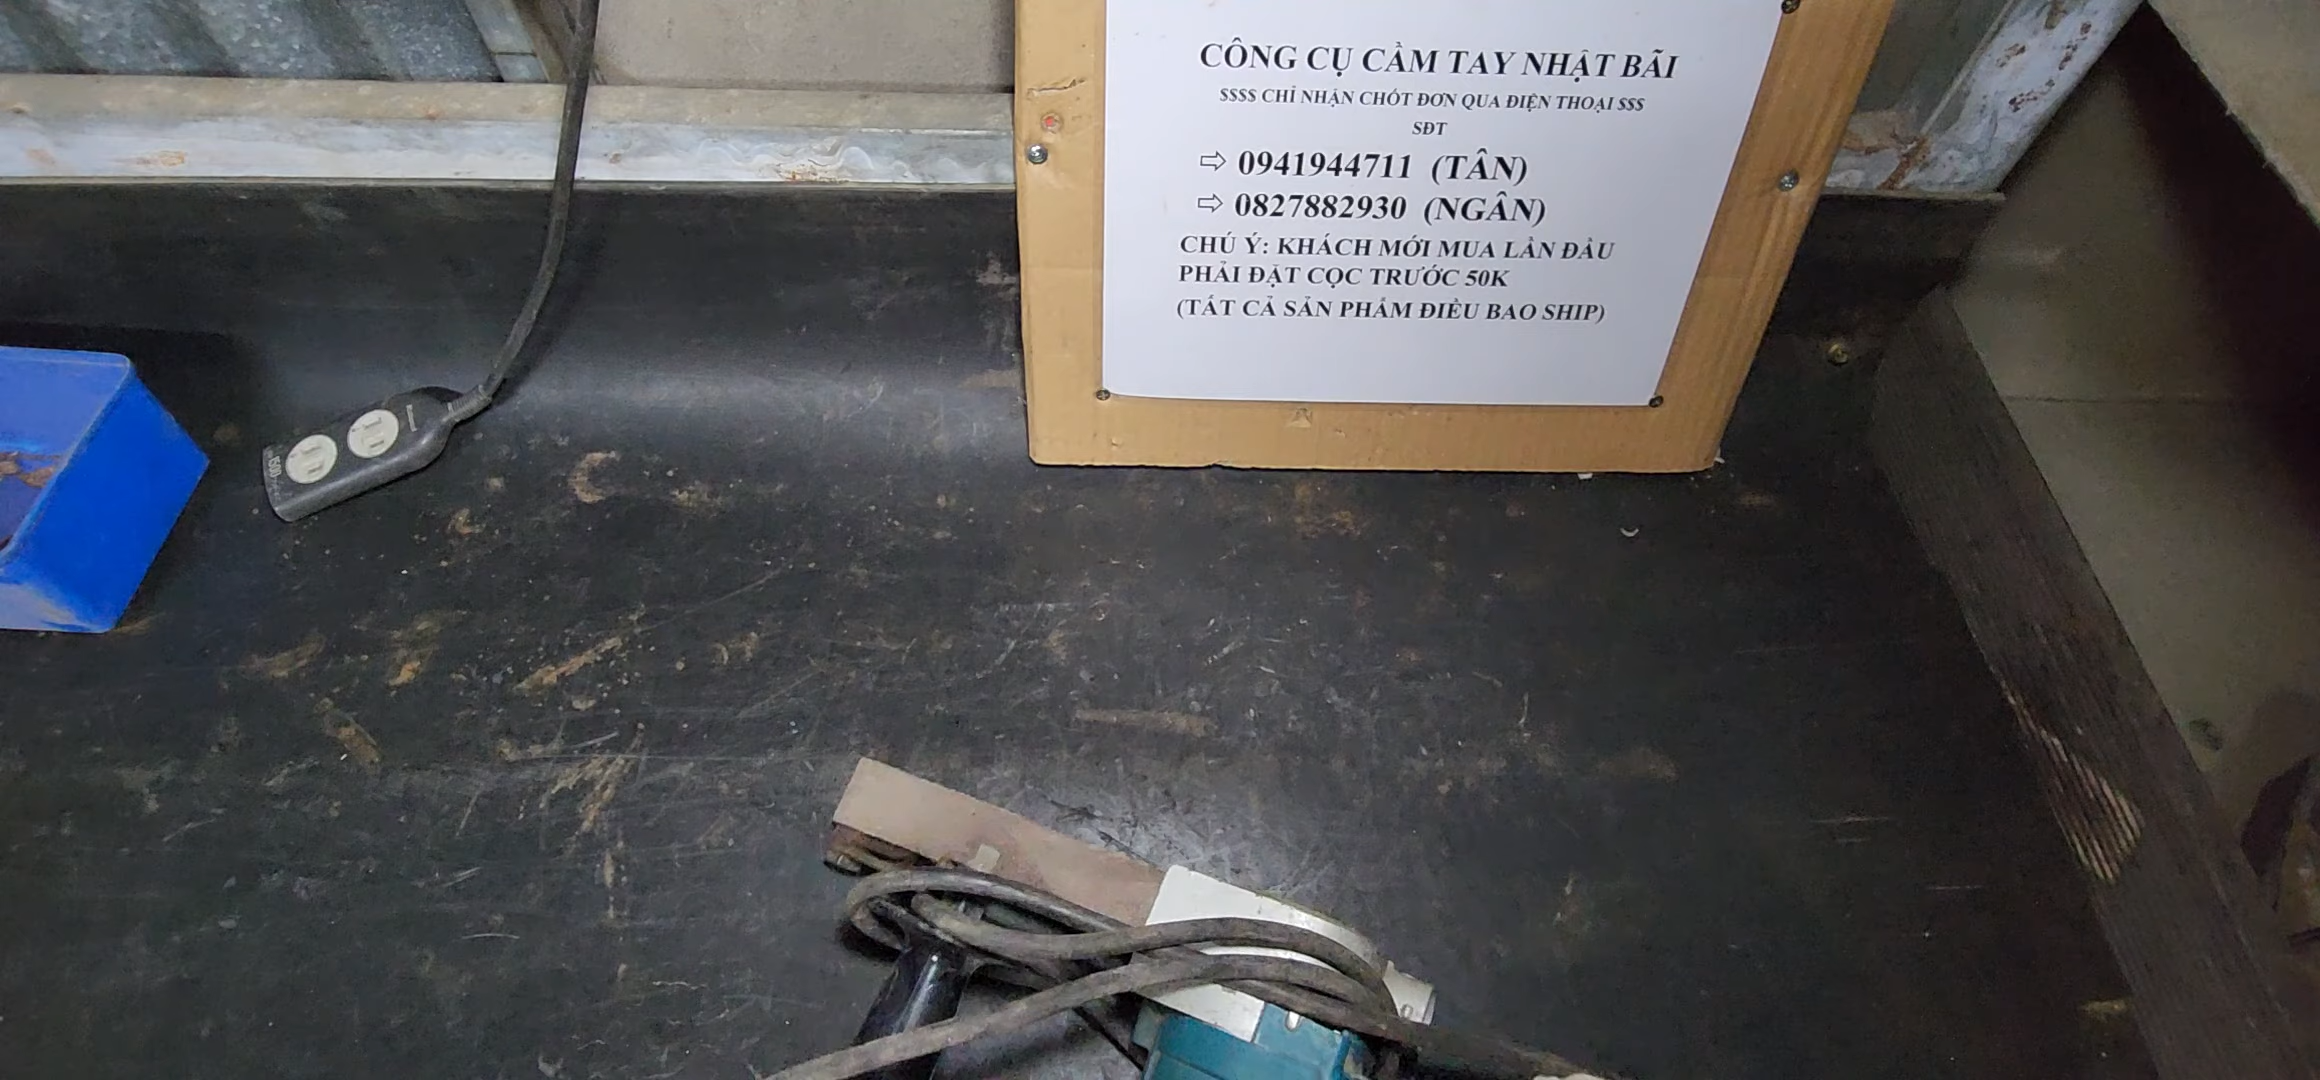 CÔNG CỤ CẦM TAY NHẬT BÃI
$$$$ CHỈ NHẬN CHỐT ĐƠN QUA ĐIỆN THOẠI $$$
SĐT
⇨ 0941944711 (TÂN)
⇨ 0827882930 (NGÂN)
CHÚ Ý: KHÁCH MỚI MUA LẦN ĐẦU
PHẢI ĐẶT CỌC TRƯỚC 50K
(TẤT CẢ SẢN PHẨM ĐIỀU BAO SHIP)